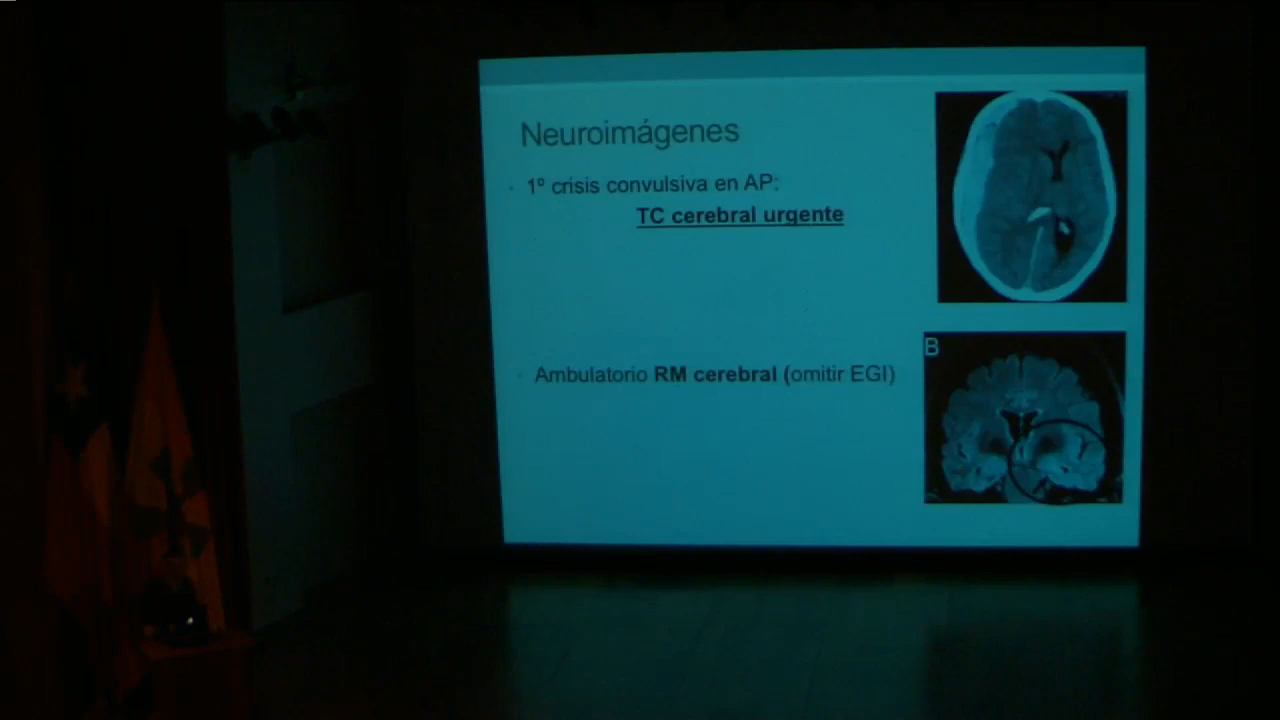 Neuroimágenes
1º crisis convulsiva en AP:
TC cerebral urgente
Ambulatorio RM cerebral (omitir EGI)
B